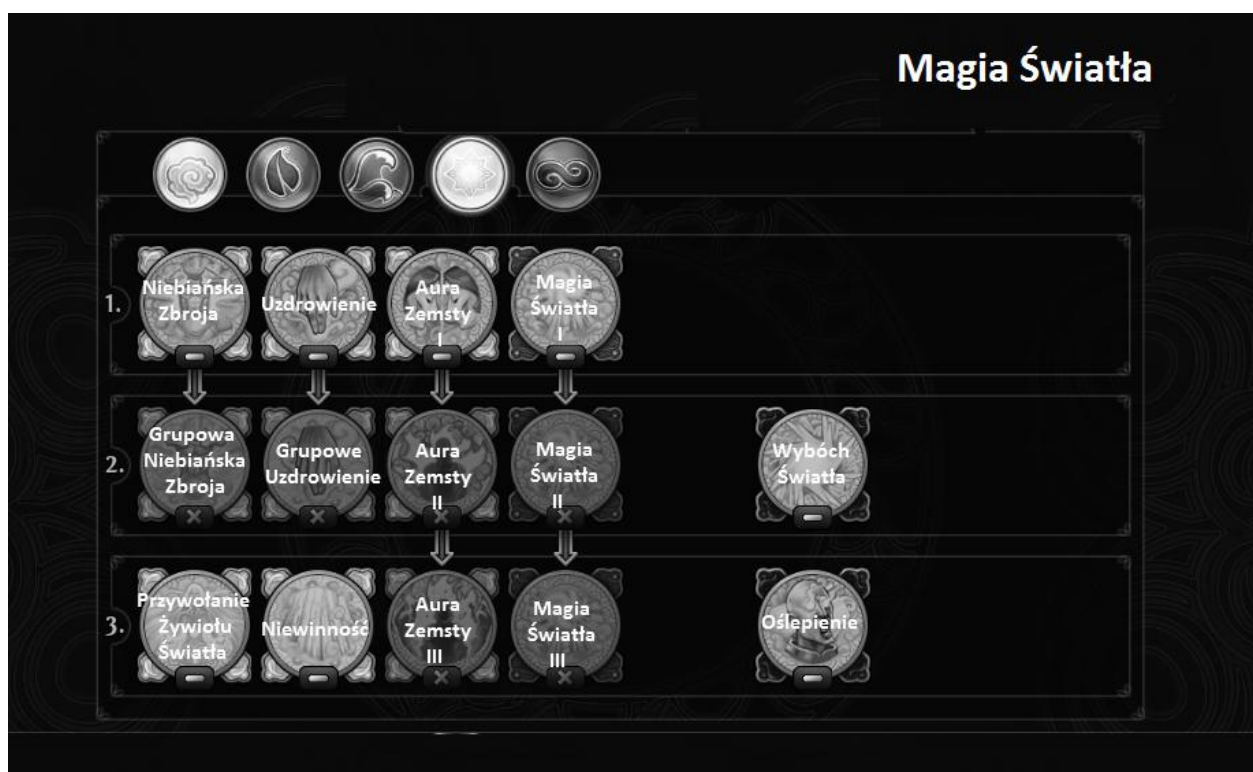 Magia Światła
1.
Niebiańska
Zbroja
Uzdrowienie
Aura
Zemsty
I
Magia
Światła
I
2.
Grupowa
Niebiańska
Zbroja
Grupowe
Uzdrowienie
Aura
Zemsty
II
Magia
Światła
II
Wybóch
Światła
3.
Przywołanie
Żywiołu
Światła
Niewinność
Aura
Zemsty
III
Magia
Światła
III
Oślepienie